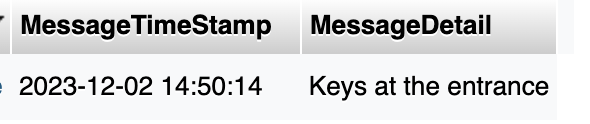 MessageTimeStamp MessageDetail
2023-12-02 14:50:14 Keys at the entrance